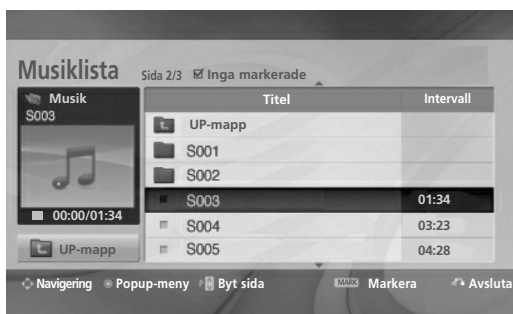 Musiklista Sida 2/3 Inga markerade
Musik
S003
00:00/01:34
UP-mapp
Titel Intervall
UP-mapp
S001
S002
S003 01:34
S004 03:23
S005 04:28
Navigering Popup-meny P Byt sida MARK Markera Avsluta